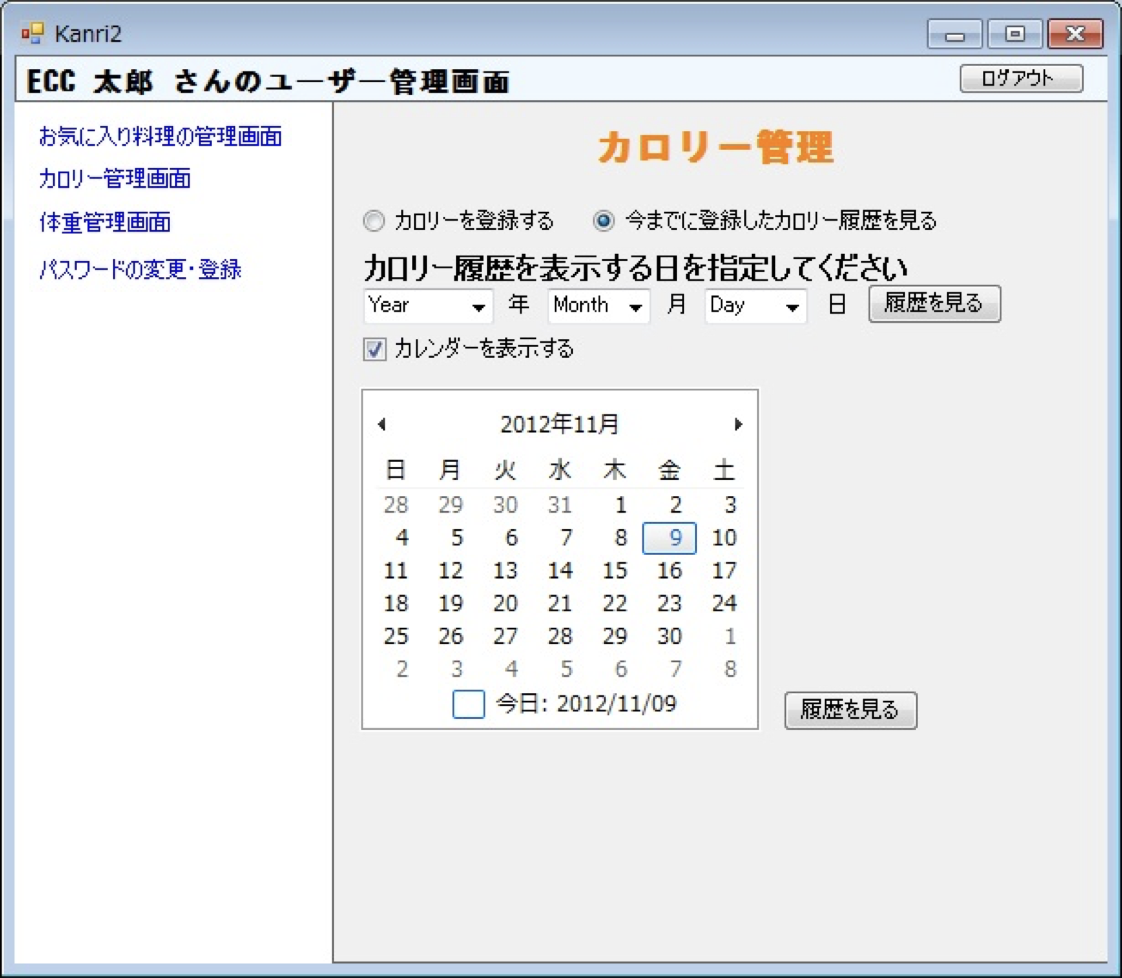 Kanri2
ECC 太郎 さんのユーザー管理画面 ログアウト
お気に入り料理の管理画面
カロリー管理画面
体重管理画面
パスワードの変更・登録
カロリー管理
カロリーを登録する 今までに登録したカロリー履歴を見る
カロリー履歴を表示する日を指定してください
Year 年 Month 月 Day 日 履歴を見る
カレンダーを表示する
2012年11月
日 月 火 水 木 金 土
28 29 30 31 1 2 3
4 5 6 7 8 9 10
11 12 13 14 15 16 17
18 19 20 21 22 23 24
25 26 27 28 29 30 1
2 3 4 5 6 7 8
今日: 2012/11/09
履歴を見る